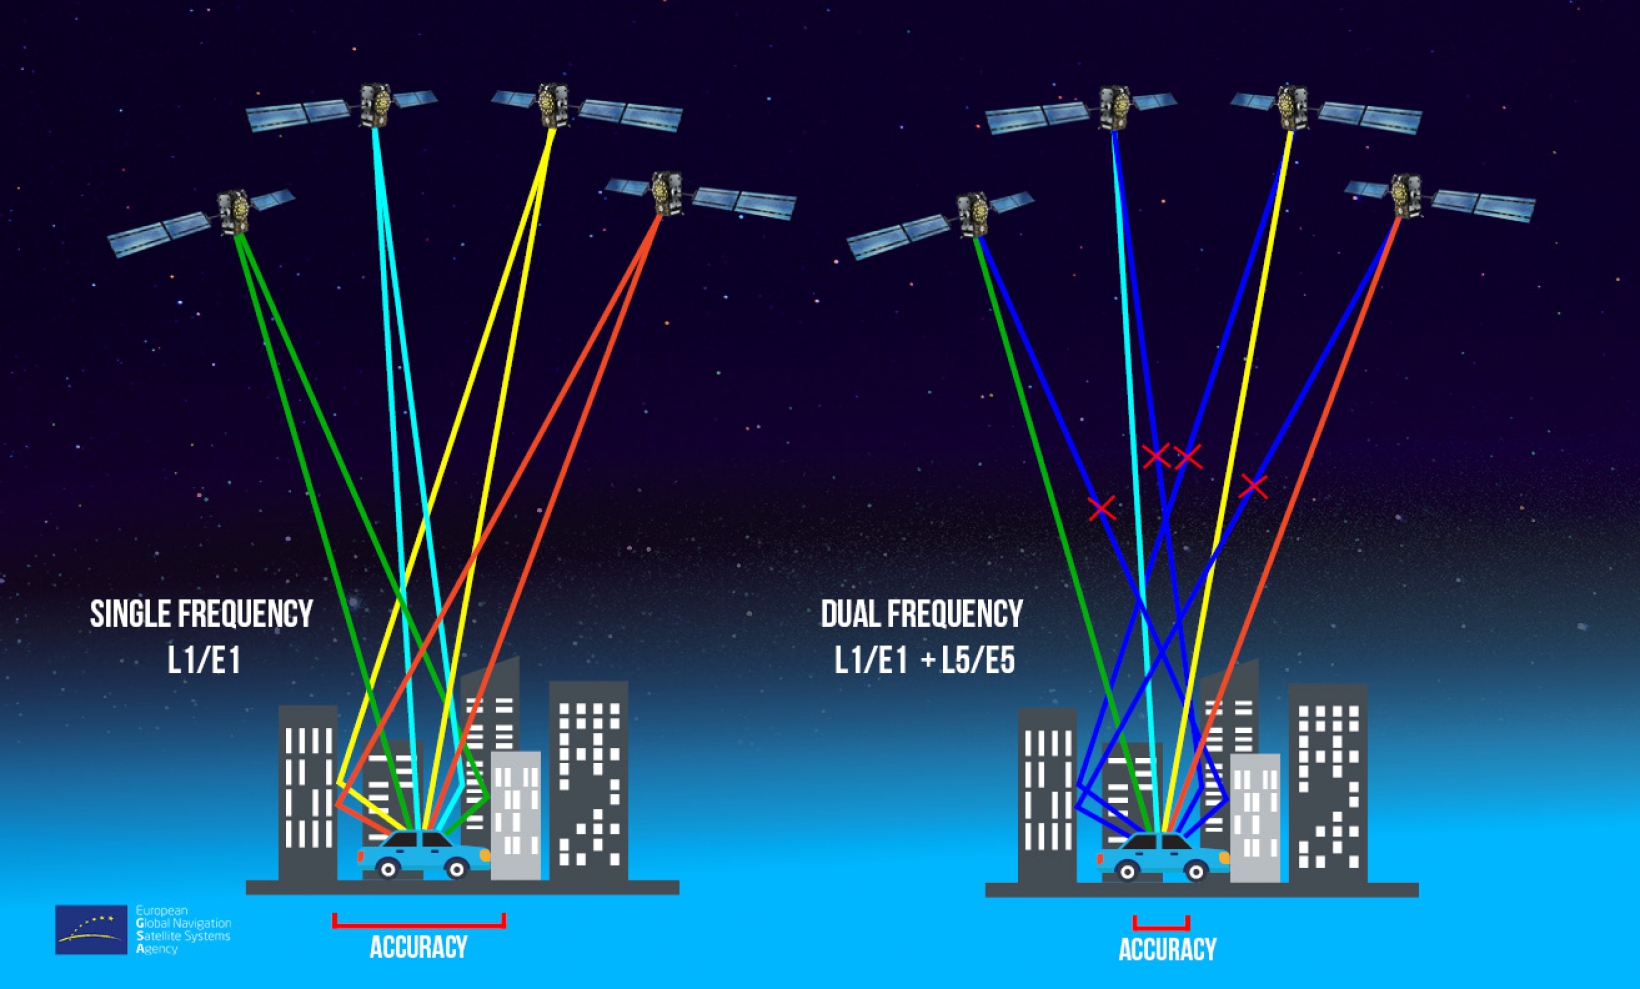 SINGLE FREQUENCY
L1/E1
DUAL FREQUENCY
L1/E1 + L5/E5
ACCURACY
ACCURACY
European
Global Navigation
Satellite Systems
Agency